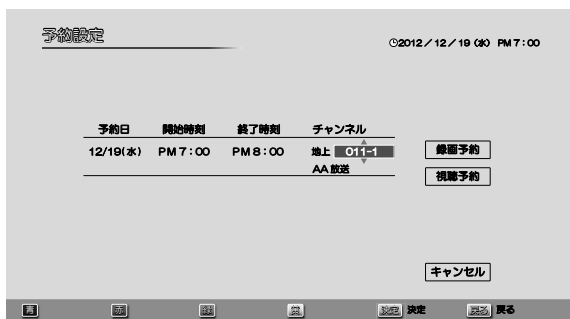 予約設定
2012/12/19 (水) PM 7:00
予約日 開始時刻 終了時刻 チャンネル
12/19(水) PM 7:00 PM 8:00 地上 011-1
AA 放送
録画予約
視聴予約
キャンセル
青 赤 緑 黄 決定 決定 戻る 戻る